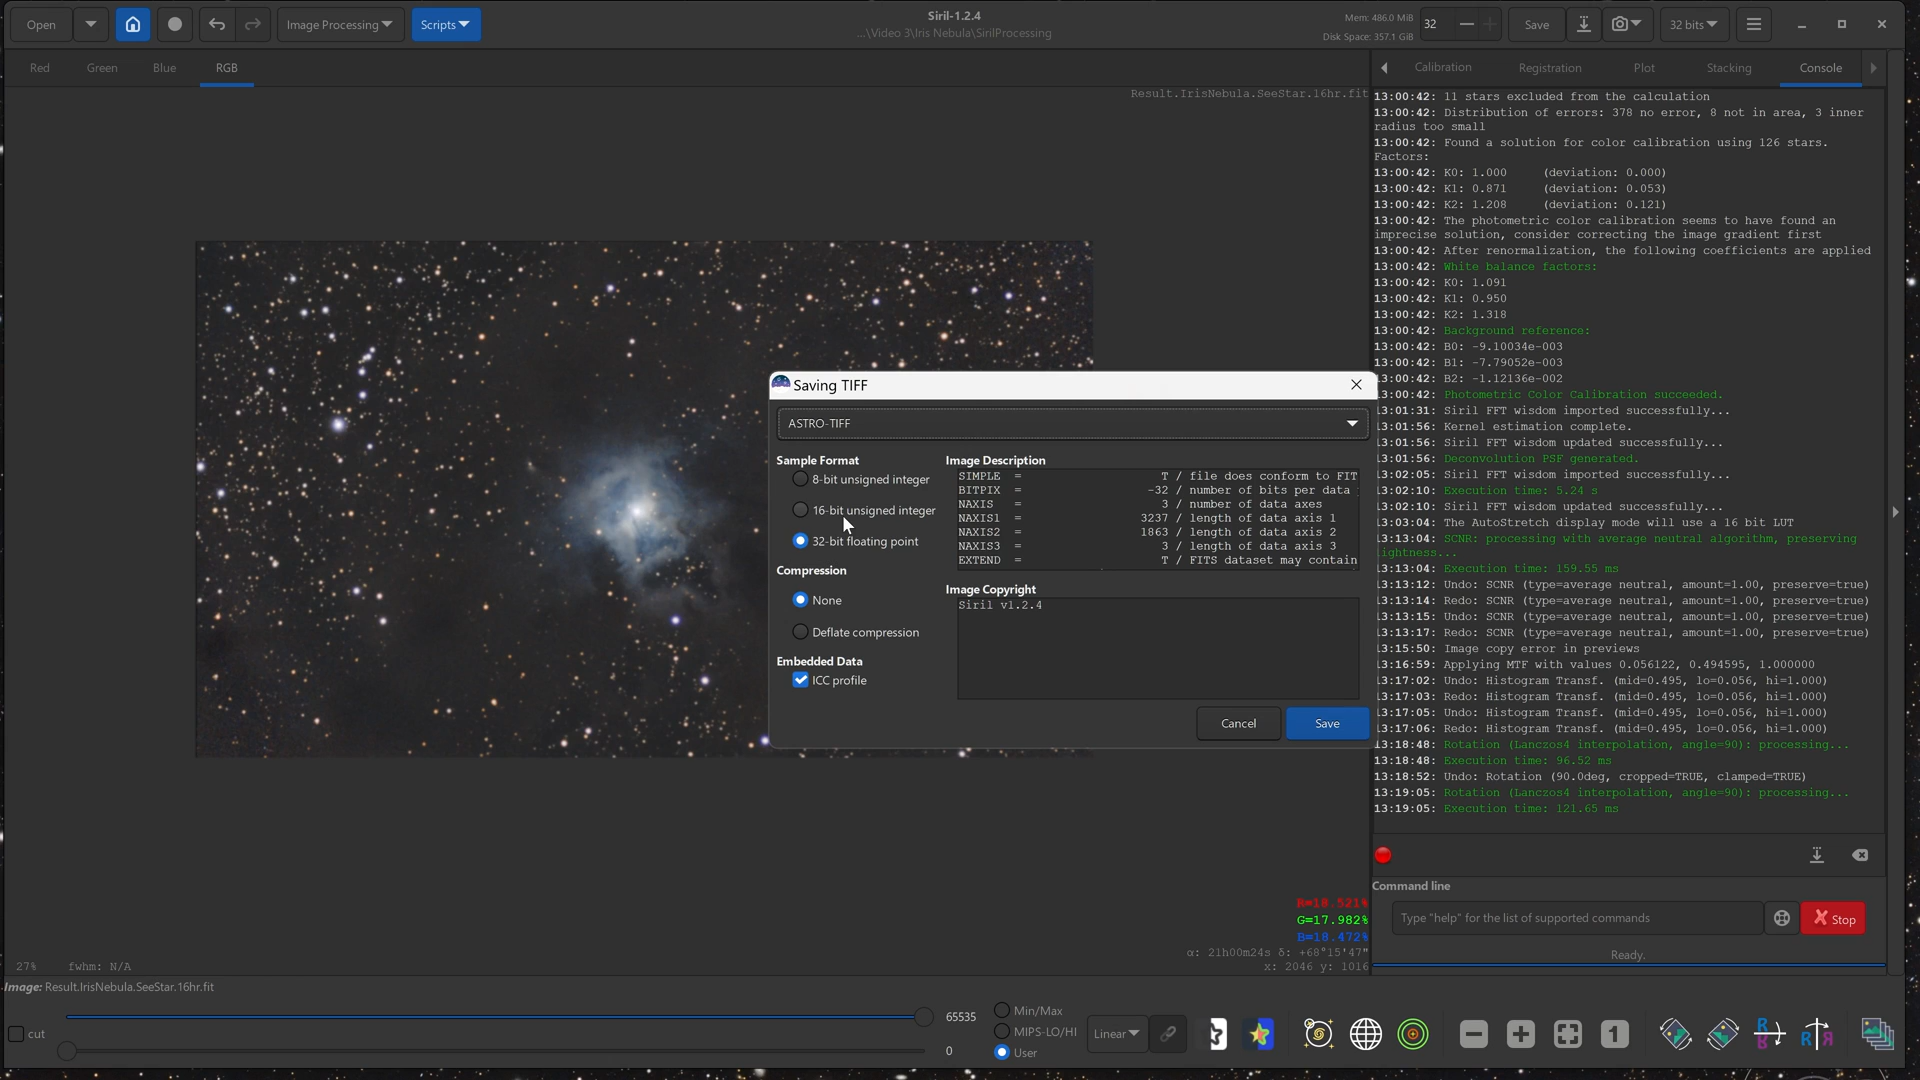 Open
Image Processing
Scripts
Siril-1.2.4
...\Video 3\Iris Nebula\SirilProcessing
Mem: 486.0 MiB
Disk Space: 357.1 GiB
32
Save
32 bits
Red
Green
Blue
RGB
Calibration
Registration
Plot
Stacking
Console
Result.IrisNebula.SeeStar.16hr.fit
13:00:42: 11 stars excluded from the calculation
13:00:42: Distribution of errors: 378 no error, 8 not in area, 3 inner
radius too small
13:00:42: Found a solution for color calibration using 126 stars.
Factors:
13:00:42: K0: 1.000 (deviation: 0.000)
13:00:42: K1: 0.871 (deviation: 0.053)
13:00:42: K2: 1.208 (deviation: 0.121)
13:00:42: The photometric color calibration seems to have found an
imprecise solution, consider correcting the image gradient first
13:00:42: After renormalization, the following coefficients are applied
13:00:42: White balance factors:
13:00:42: K0: 1.091
13:00:42: K1: 0.950
13:00:42: K2: 1.318
13:00:42: Background reference:
13:00:42: B0: -9.10034e-003
13:00:42: B1: -7.79052e-003
13:00:42: B2: -1.12136e-002
13:00:42: Photometric Color Calibration succeeded.
13:01:31: Siril FFT wisdom imported successfully...
13:01:56: Kernel estimation complete.
13:01:56: Siril FFT wisdom updated successfully...
13:01:56: Deconvolution PSF generated.
13:02:05: Siril FFT wisdom imported successfully...
13:02:10: Execution time: 5.24 s
13:02:10: Siril FFT wisdom updated successfully...
13:03:04: The AutoStretch display mode will use a 16 bit LUT
13:13:04: SCNR: processing with average neutral algorithm, preserving
lightness...
13:13:04: Execution time: 159.55 ms
13:13:12: Undo: SCNR (type=average neutral, amount=1.00, preserve=true)
13:13:14: Redo: SCNR (type=average neutral, amount=1.00, preserve=true)
13:13:15: Undo: SCNR (type=average neutral, amount=1.00, preserve=true)
13:13:17: Redo: SCNR (type=average neutral, amount=1.00, preserve=true)
13:15:50: Image copy error in previews
13:16:59: Applying MTF with values 0.056122, 0.494595, 1.000000
13:17:02: Undo: Histogram Transf. (mid=0.495, lo=0.056, hi=1.000)
13:17:03: Redo: Histogram Transf. (mid=0.495, lo=0.056, hi=1.000)
13:17:05: Undo: Histogram Transf. (mid=0.495, lo=0.056, hi=1.000)
13:17:06: Redo: Histogram Transf. (mid=0.495, lo=0.056, hi=1.000)
13:18:48: Rotation (Lanczos4 interpolation, angle=90): processing...
13:18:48: Execution time: 96.52 ms
13:18:52: Undo: Rotation (90.0deg, cropped=TRUE, clamped=TRUE)
13:19:05: Rotation (Lanczos4 interpolation, angle=90): processing...
13:19:05: Execution time: 121.65 ms
Saving TIFF
ASTRO-TIFF
Sample Format
8-bit unsigned integer
16-bit unsigned integer
32-bit floating point
Compression
None
Deflate compression
Embedded Data
ICC profile
Image Description
SIMPLE = T / file does conform to FIT
BITPIX = -32 / number of bits per data
NAXIS = 3 / number of data axes
NAXIS1 = 3237 / length of data axis 1
NAXIS2 = 1863 / length of data axis 2
NAXIS3 = 3 / length of data axis 3
EXTEND = T / FITS dataset may contain
Image Copyright
Siril v1.2.4
Cancel
Save
Command line
Type "help" for the list of supported commands
Stop
Ready.
R=18.521%
G=17.982%
B=18.472%
α: 21h00m24s δ: +68°15'47"
x: 2046 y: 1016
27%
fwhm: N/A
Image: Result.IrisNebula.SeeStar.16hr.fit
cut
65535
0
Min/Max
MIPS-LO/HI
User
Linear
1
R
R
R
R